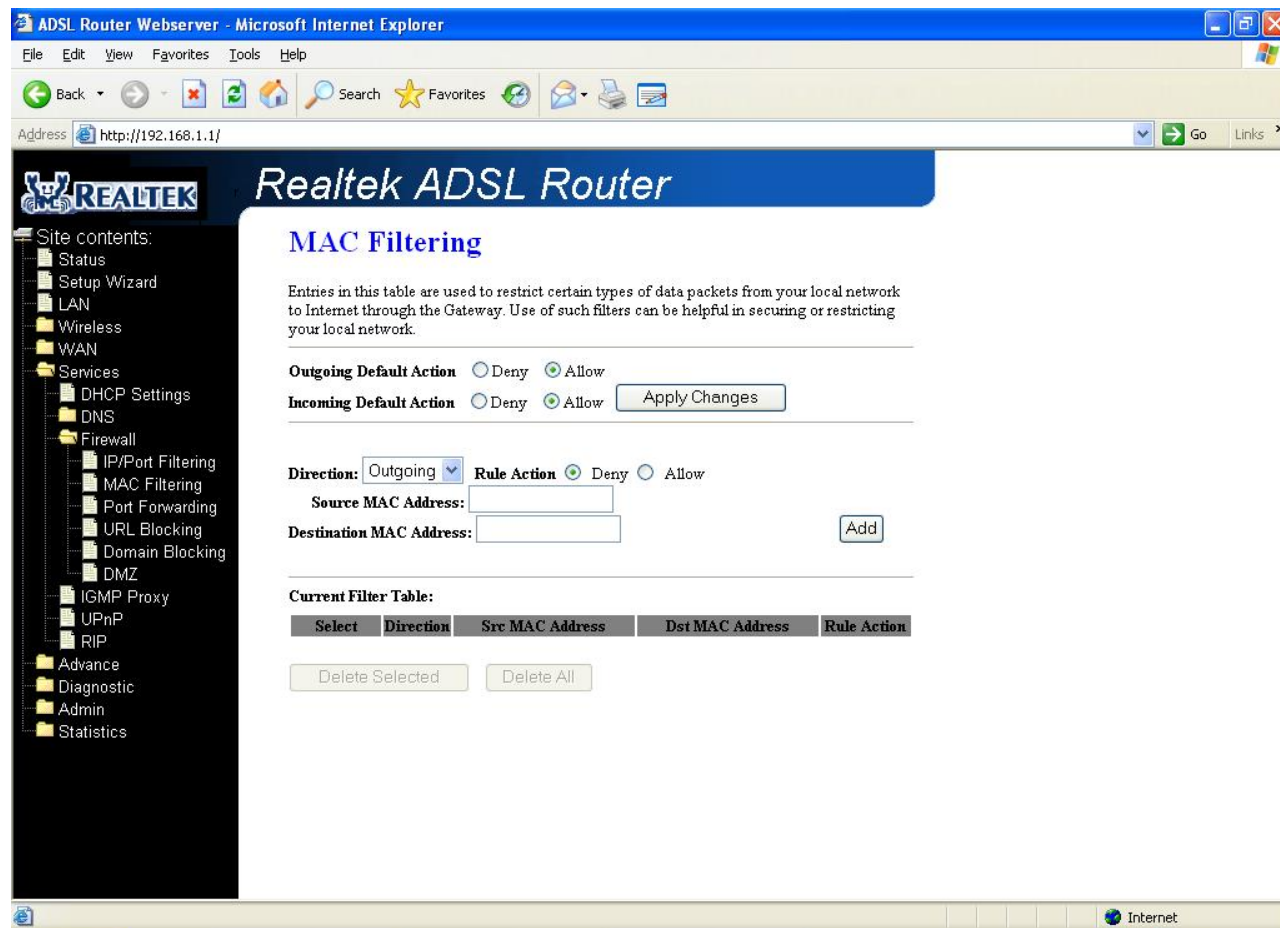 ADSL Router Webserver - Microsoft Internet Explorer
File Edit View Favorites Tools Help
Back Search Favorites
Address http://192.168.1.1/ Go Links
REALTEK
Realtek ADSL Router
Site contents:
Status
Setup Wizard
LAN
Wireless
WAN
Services
DHCP Settings
DNS
Firewall
IP/Port Filtering
MAC Filtering
Port Forwarding
URL Blocking
Domain Blocking
DMZ
IGMP Proxy
UPnP
RIP
Advance
Diagnostic
Admin
Statistics
MAC Filtering
Entries in this table are used to restrict certain types of data packets from your local network
to Internet through the Gateway. Use of such filters can be helpful in securing or restricting
your local network.
Outgoing Default Action Deny Allow
Incoming Default Action Deny Allow Apply Changes
Direction: Outgoing Rule Action Deny Allow
Source MAC Address:
Destination MAC Address: Add
Current Filter Table:
Select Direction Src MAC Address Dst MAC Address Rule Action
Delete Selected Delete All
Internet